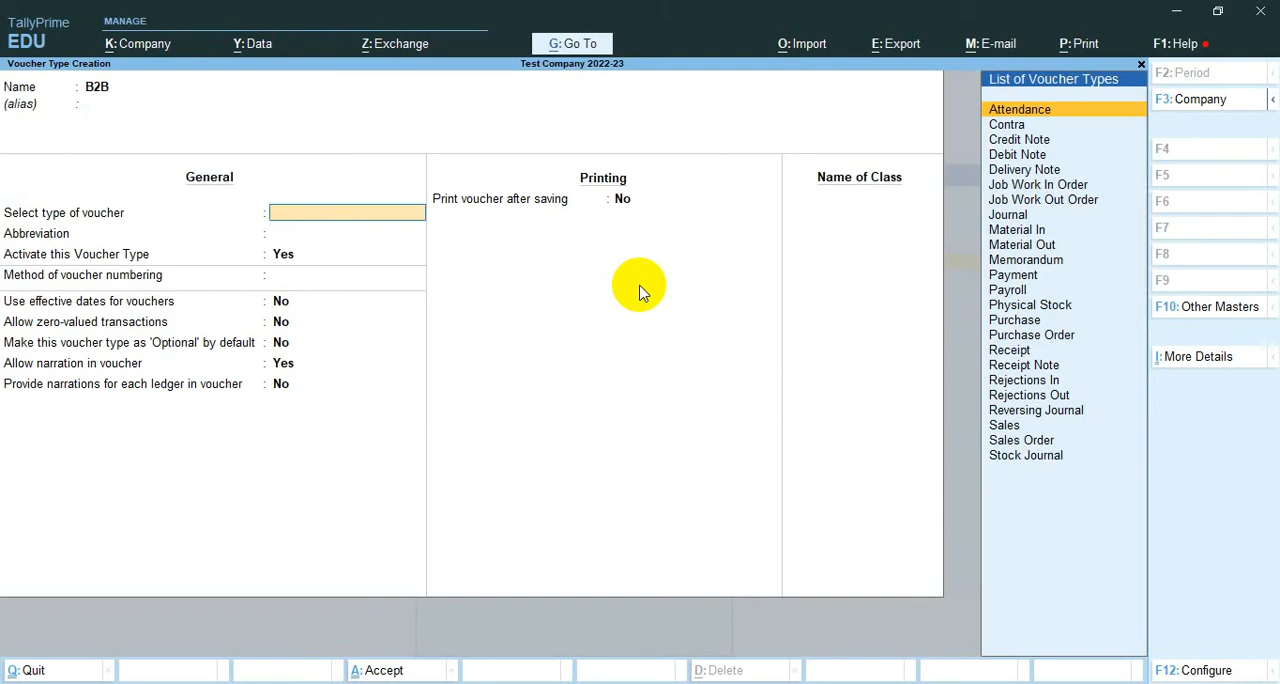 TallyPrime
EDU
MANAGE
K: Company
Y: Data
Z: Exchange
G: Go To
O: Import
E: Export
M: E-mail
P: Print
F1: Help
Voucher Type Creation
Test Company 2022-23
Name : B2B
(alias) :
General
Select type of voucher :
Abbreviation :
Activate this Voucher Type : Yes
Method of voucher numbering :
Use effective dates for vouchers : No
Allow zero-valued transactions : No
Make this voucher type as 'Optional' by default : No
Allow narration in voucher : Yes
Provide narrations for each ledger in voucher : No
Printing
Print voucher after saving : No
Name of Class
List of Voucher Types
Attendance
Contra
Credit Note
Debit Note
Delivery Note
Job Work In Order
Job Work Out Order
Journal
Material In
Material Out
Memorandum
Payment
Payroll
Physical Stock
Purchase
Purchase Order
Receipt
Receipt Note
Rejections In
Rejections Out
Reversing Journal
Sales
Sales Order
Stock Journal
F2: Period
F3: Company
F4
F5
F6
F7
F8
F9
F10: Other Masters
I: More Details
Q: Quit
A: Accept
D: Delete
F12: Configure